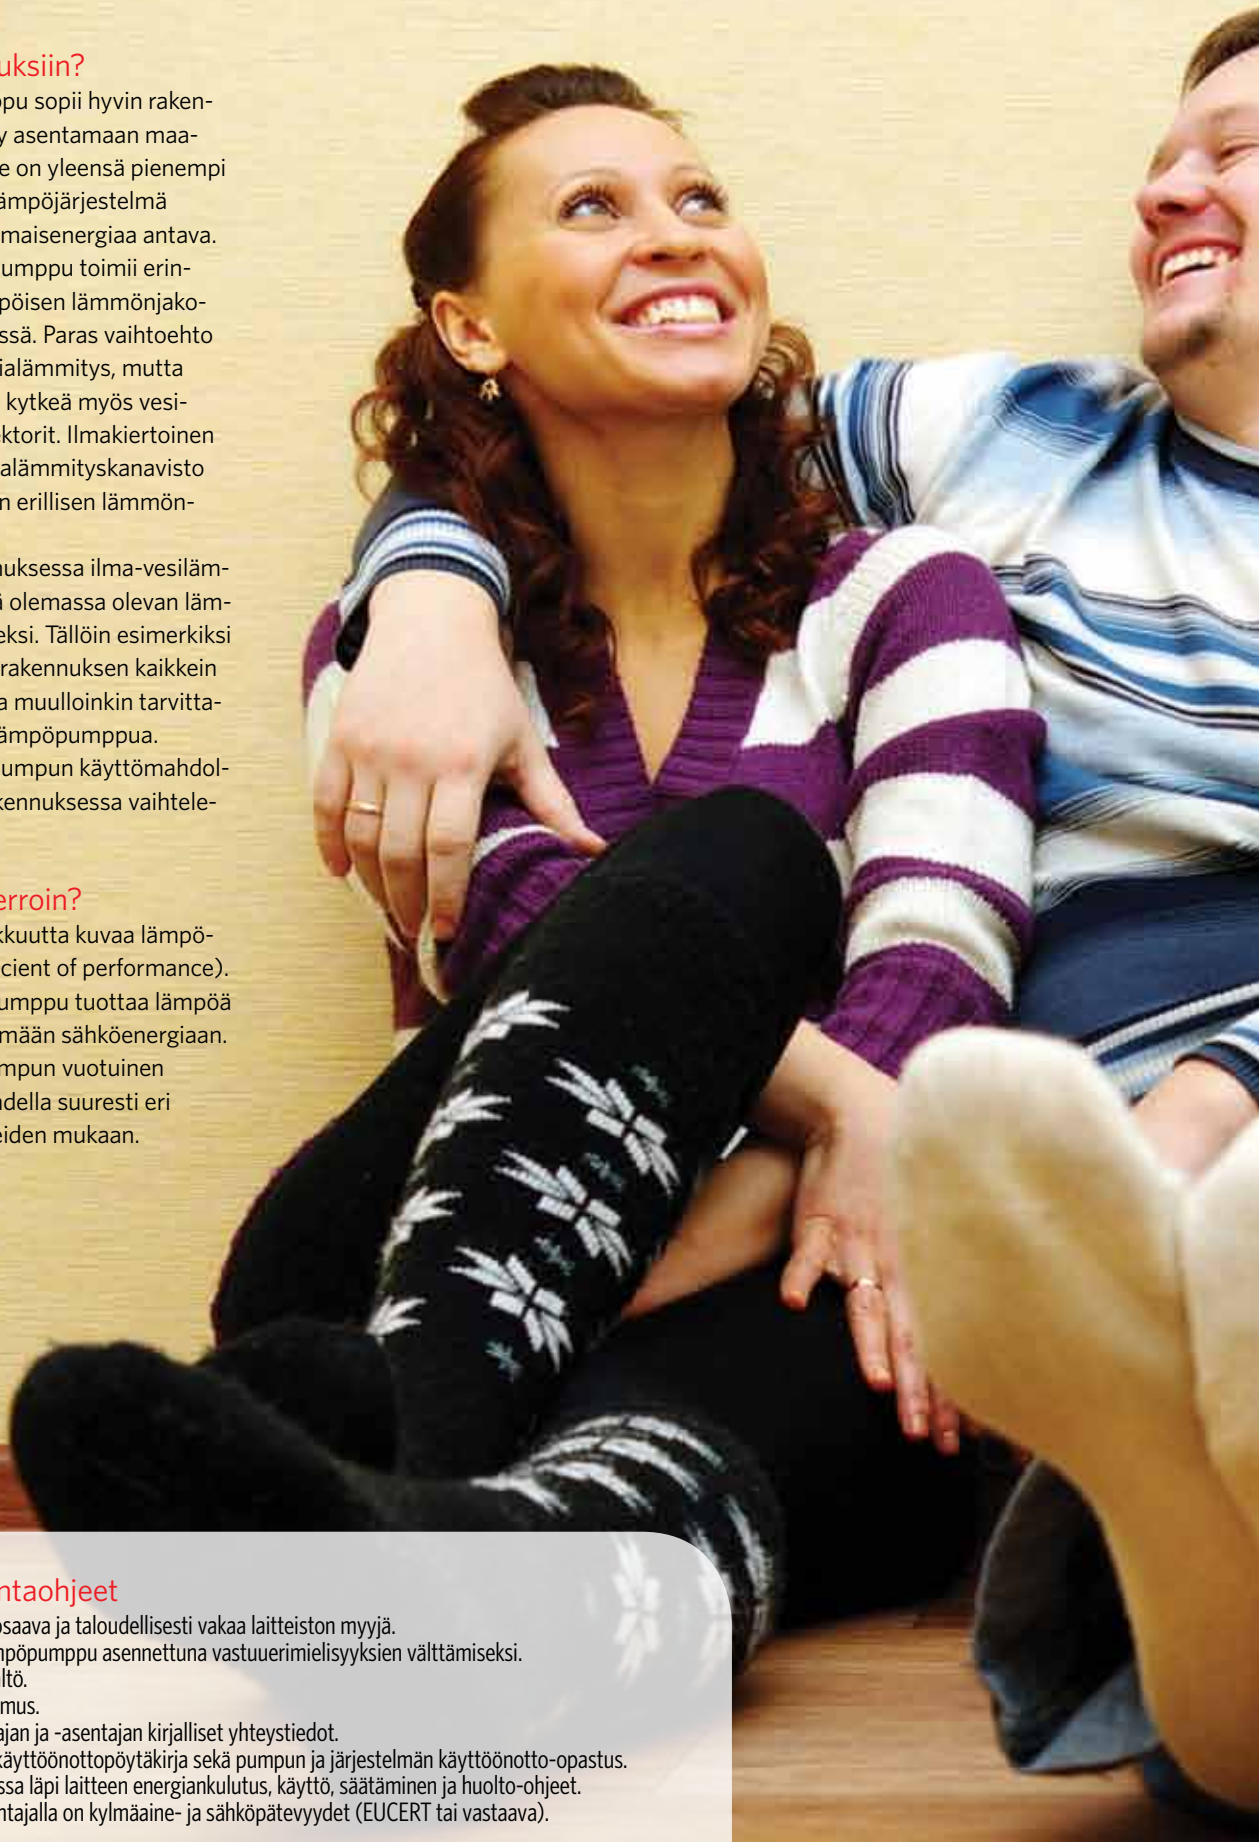 uksiin?
ppu sopii hyvin raken-
y asentamaan maa-
e on yleensä pienempi
ämpöjärjestelmä
maisenergiaa antava.
umppu toimii erin-
pöisen lämmönjako-
ssä. Paras vaihtoehto
ialämmitys, mutta
kytkeä myös vesi-
ektorit. Ilmakiertoinen
alämmityskanavisto
n erillisen lämmön-
nuksessa ilma-vesiläm-
ä olemassa olevan läm-
eksi. Tällöin esimerkiksi
rakennuksen kaikkein
a muulloinkin tarvitta-
ämpöpumppua.
umpun käyttömahdol-
kennuksessa vaihtele-
erroin?
kkuutta kuvaa lämpö-
cient of performance).
umppu tuottaa lämpöä
mään sähköenergiaan.
mpun vuotuinen
hdella suuresti eri
eiden mukaan.
ntaohjeet
osaava ja taloudellisesti vakaa laitteiston myyjä.
mpöpumppu asennettuna vastuuerimielisyyksien välttämiseksi.
ltö.
mus.
ajan ja -asentajan kirjalliset yhteystiedot.
käyttöönottopöytäkirja sekä pumpun ja järjestelmän käyttöönotto-opastus.
ssa läpi laitteen energiankulutus, käyttö, säätäminen ja huolto-ohjeet.
ntajalla on kylmäaine- ja sähköpätevyydet (EUCERT tai vastaava).